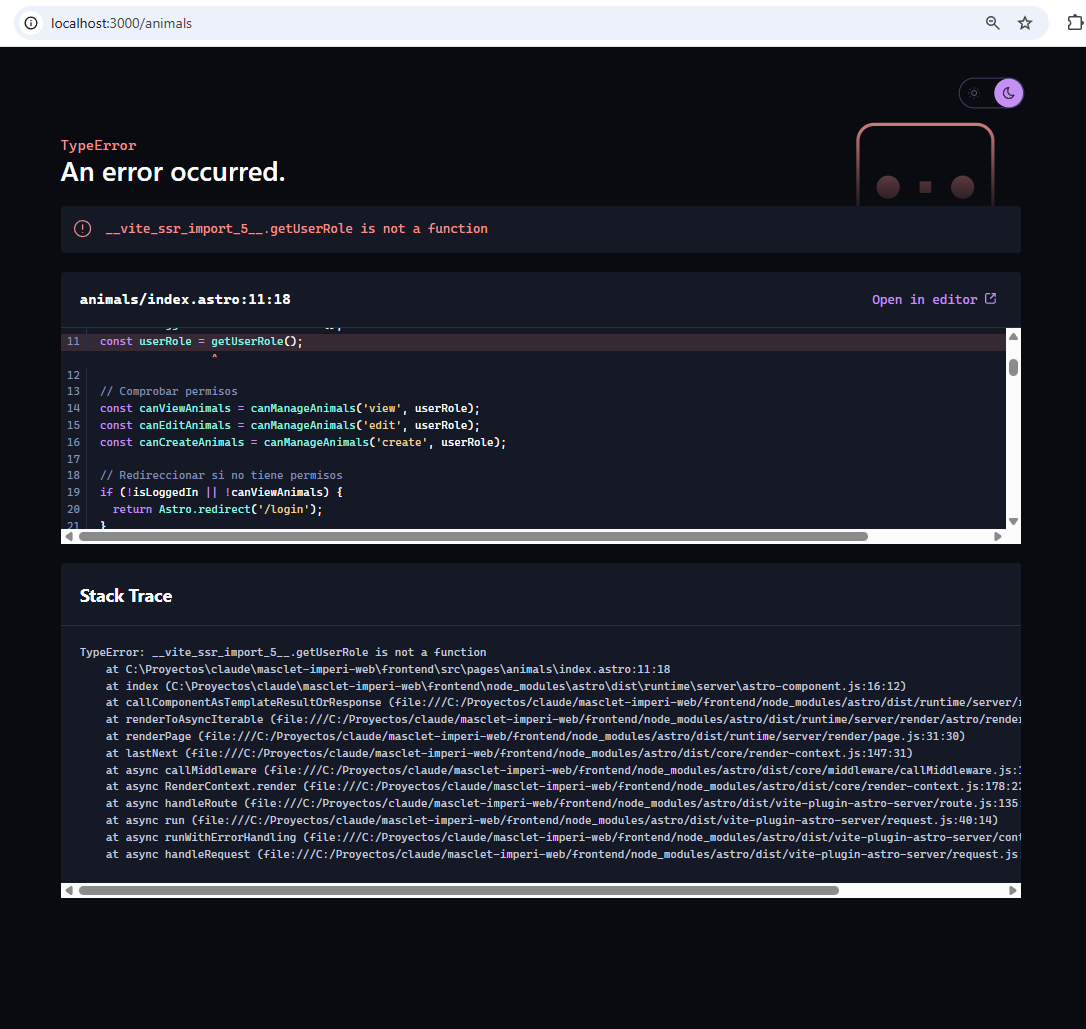 localhost:3000/animals
TypeError
An error occurred.
__vite_ssr_import_5__.getUserRole is not a function
animals/index.astro:11:18
Open in editor
11 const userRole = getUserRole();
^
12
13 // Comprobar permisos
14 const canViewAnimals = canManageAnimals('view', userRole);
15 const canEditAnimals = canManageAnimals('edit', userRole);
16 const canCreateAnimals = canManageAnimals('create', userRole);
17
18 // Redireccionar si no tiene permisos
19 if (!isLoggedIn || !canViewAnimals) {
20 return Astro.redirect('/login');
21 }
Stack Trace
TypeError: __vite_ssr_import_5__.getUserRole is not a function
at C:\Proyectos\claude\masclet-imperi-web\frontend\src\pages\animals\index.astro:11:18
at index (C:\Proyectos\claude\masclet-imperi-web\frontend\node_modules\astro\dist\runtime\server\astro-component.js:16:12)
at callComponentAsTemplateResultOrResponse (file:///C:/Proyectos/claude/masclet-imperi-web/frontend/node_modules/astro/dist/runtime/server/r
at renderToAsyncIterable (file:///C:/Proyectos/claude/masclet-imperi-web/frontend/node_modules/astro/dist/runtime/server/render/astro/render
at renderPage (file:///C:/Proyectos/claude/masclet-imperi-web/frontend/node_modules/astro/dist/runtime/server/render/page.js:31:30)
at lastNext (file:///C:/Proyectos/claude/masclet-imperi-web/frontend/node_modules/astro/dist/core/render-context.js:147:31)
at async callMiddleware (file:///C:/Proyectos/claude/masclet-imperi-web/frontend/node_modules/astro/dist/core/middleware/callMiddleware.js:1
at async RenderContext.render (file:///C:/Proyectos/claude/masclet-imperi-web/frontend/node_modules/astro/dist/core/render-context.js:178:22
at async handleRoute (file:///C:/Proyectos/claude/masclet-imperi-web/frontend/node_modules/astro/dist/vite-plugin-astro-server/route.js:135
at async run (file:///C:/Proyectos/claude/masclet-imperi-web/frontend/node_modules/astro/dist/vite-plugin-astro-server/request.js:40:14)
at async runWithErrorHandling (file:///C:/Proyectos/claude/masclet-imperi-web/frontend/node_modules/astro/dist/vite-plugin-astro-server/cont
at async handleRequest (file:///C:/Proyectos/claude/masclet-imperi-web/frontend/node_modules/astro/dist/vite-plugin-astro-server/request.js